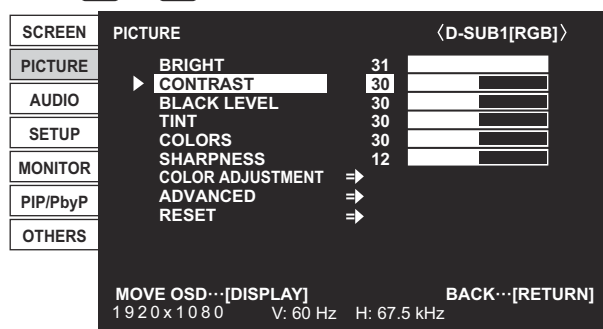 SCREEN
PICTURE
AUDIO
SETUP
MONITOR
PIP/PbyP
OTHERS
PICTURE 〈D-SUB1[RGB]〉
BRIGHT 31
CONTRAST 30
BLACK LEVEL 30
TINT 30
COLORS 30
SHARPNESS 12
COLOR ADJUSTMENT
ADVANCED
RESET
MOVE OSD···[DISPLAY] BACK···[RETURN]
1920x1080 V: 60 Hz H: 67.5 kHz